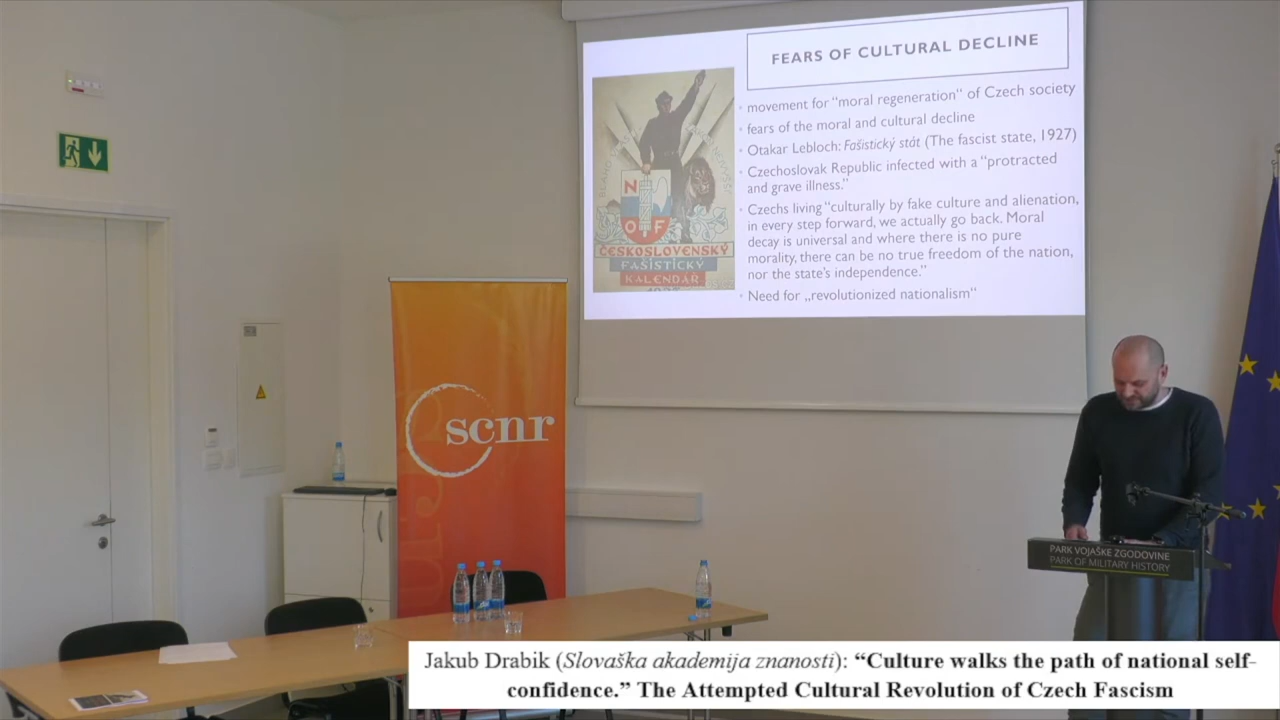 FEARS OF CULTURAL DECLINE
movement for “moral regeneration“ of Czech society
fears of the moral and cultural decline
Otakar Lebloch: Fašistický stát (The fascist state, 1927)
Czechoslovak Republic infected with a “protracted
and grave illness.”
Czechs living “culturally by fake culture and alienation,
in every step forward, we actually go back. Moral
decay is universal and where there is no pure
morality, there can be no true freedom of the nation,
nor the state’s independence.”
Need for „revolutionized nationalism“
N
O F
ČESKOSLOVENSKÝ
FAŠISTICKÝ
KALENDÁŘ
scnr
PARK VOJAŠKE ZGODOVINE
PARK OF MILITARY HISTORY
Jakub Drabik (Slovaška akademija znanosti): “Culture walks the path of national self-
confidence.” The Attempted Cultural Revolution of Czech Fascism